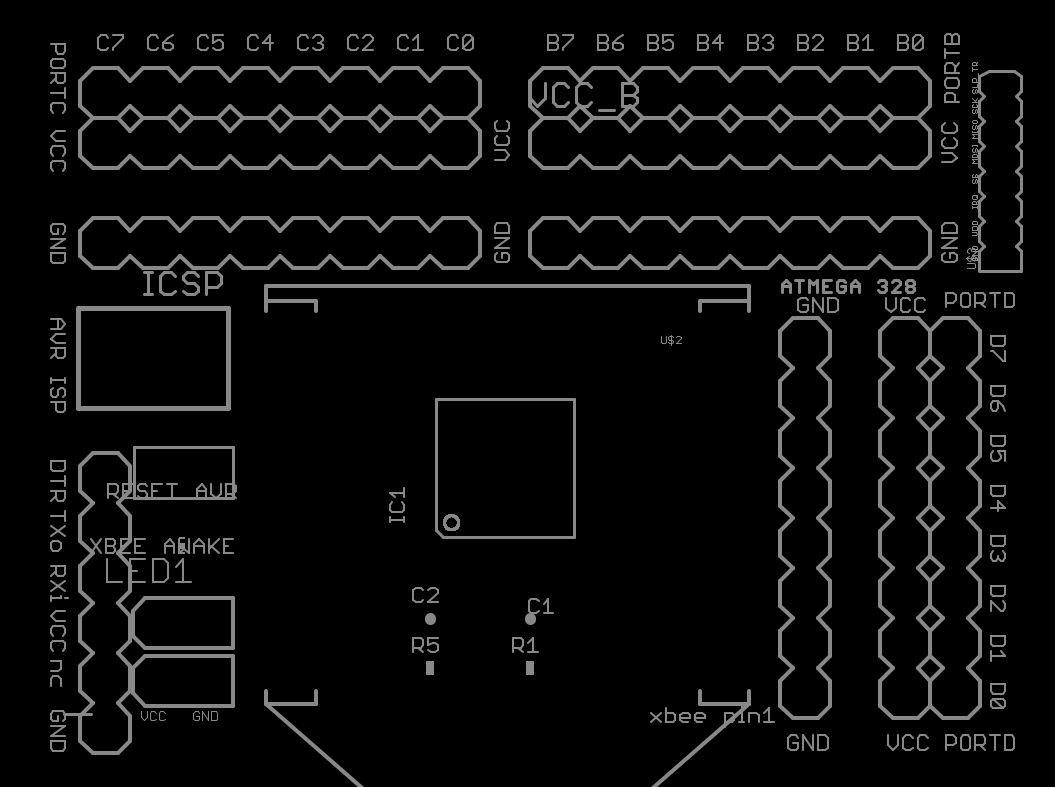 C7 C6 C5 C4 C3 C2 C1 C0
B7 B6 B5 B4 B3 B2 B1 B0
PORTC
VCC
GND
VCC_B
VCC
GND
PORTB
VCC
GND
SLP_TR
SCK
MISO
MOSI
SS
IRQ
VDD
GND
U$2
ICSP
AVR ISP
ATMEGA 328
GND
VCC
PORTD
U$2
D7
D6
D5
D4
D3
D2
D1
D0
RESET AVR
IC1
DTR
TXo
RXi
VCC
nc
GND
XBEE AWAKE
LED1
C2
C1
R5
R1
VCC GND
xbee pin1
GND
VCC PORTD